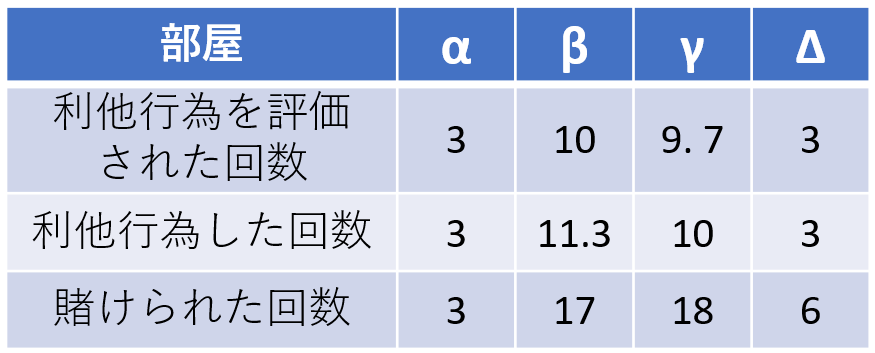 部屋 α β γ Δ
利他行為を評価
された回数 3 10 9. 7 3
利他行為した回数 3 11.3 10 3
賭けられた回数 3 17 18 6